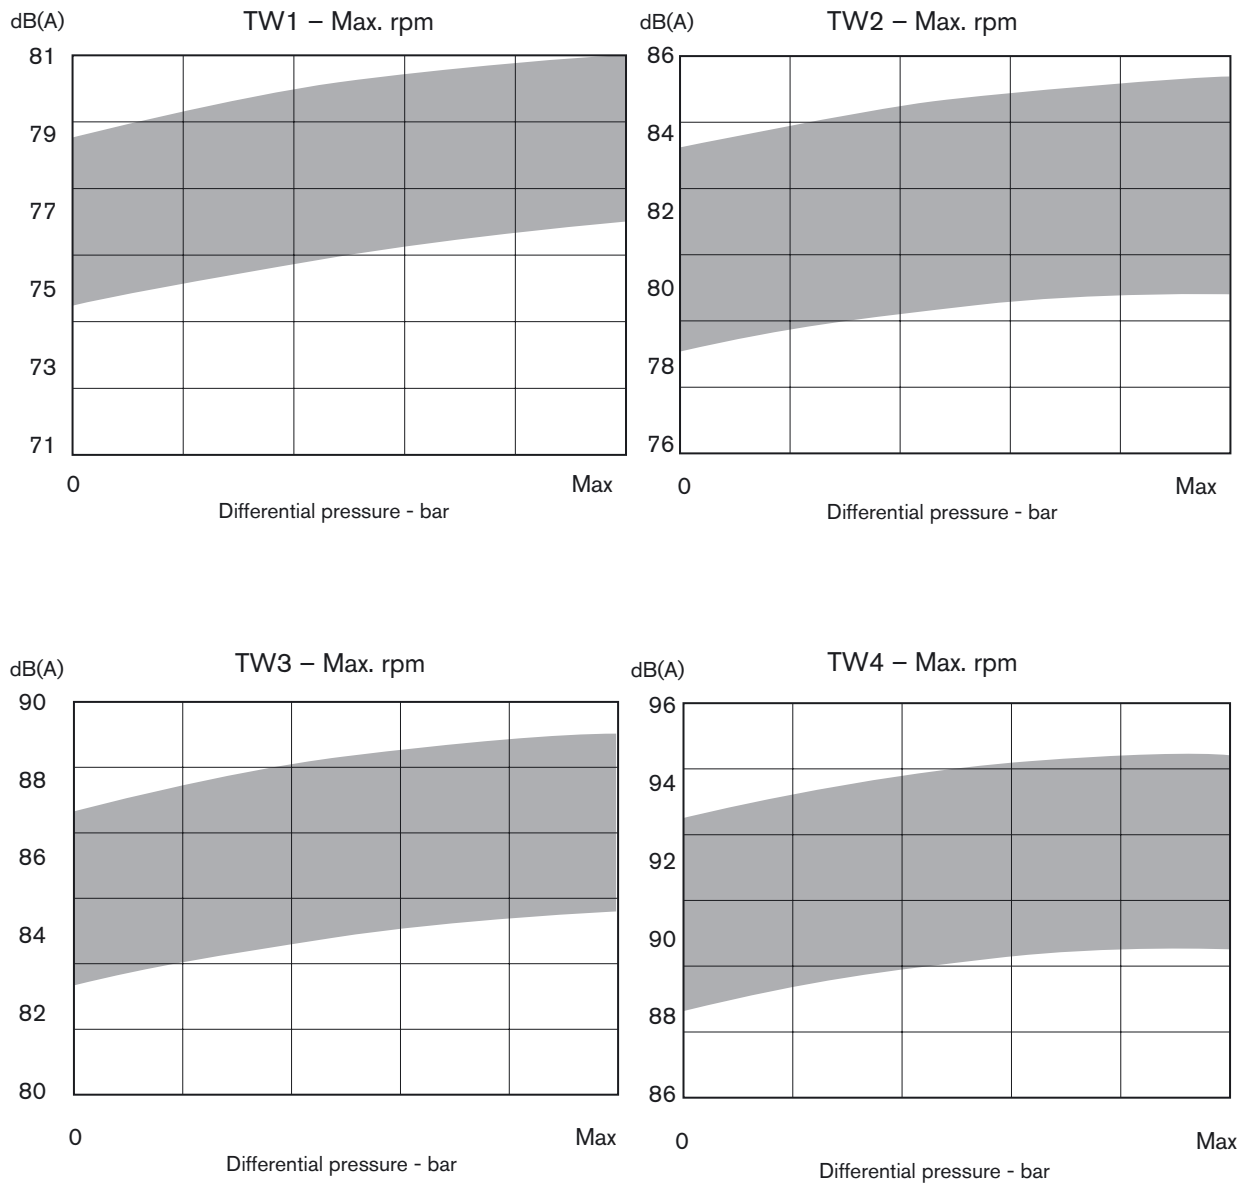 dB(A)
TW1 – Max. rpm
81
79
77
75
73
71
0
Max
Differential pressure - bar
dB(A)
TW2 – Max. rpm
86
84
82
80
78
76
0
Max
Differential pressure - bar
dB(A)
TW3 – Max. rpm
90
88
86
84
82
80
0
Max
Differential pressure - bar
dB(A)
TW4 – Max. rpm
96
94
92
90
88
86
0
Max
Differential pressure - bar